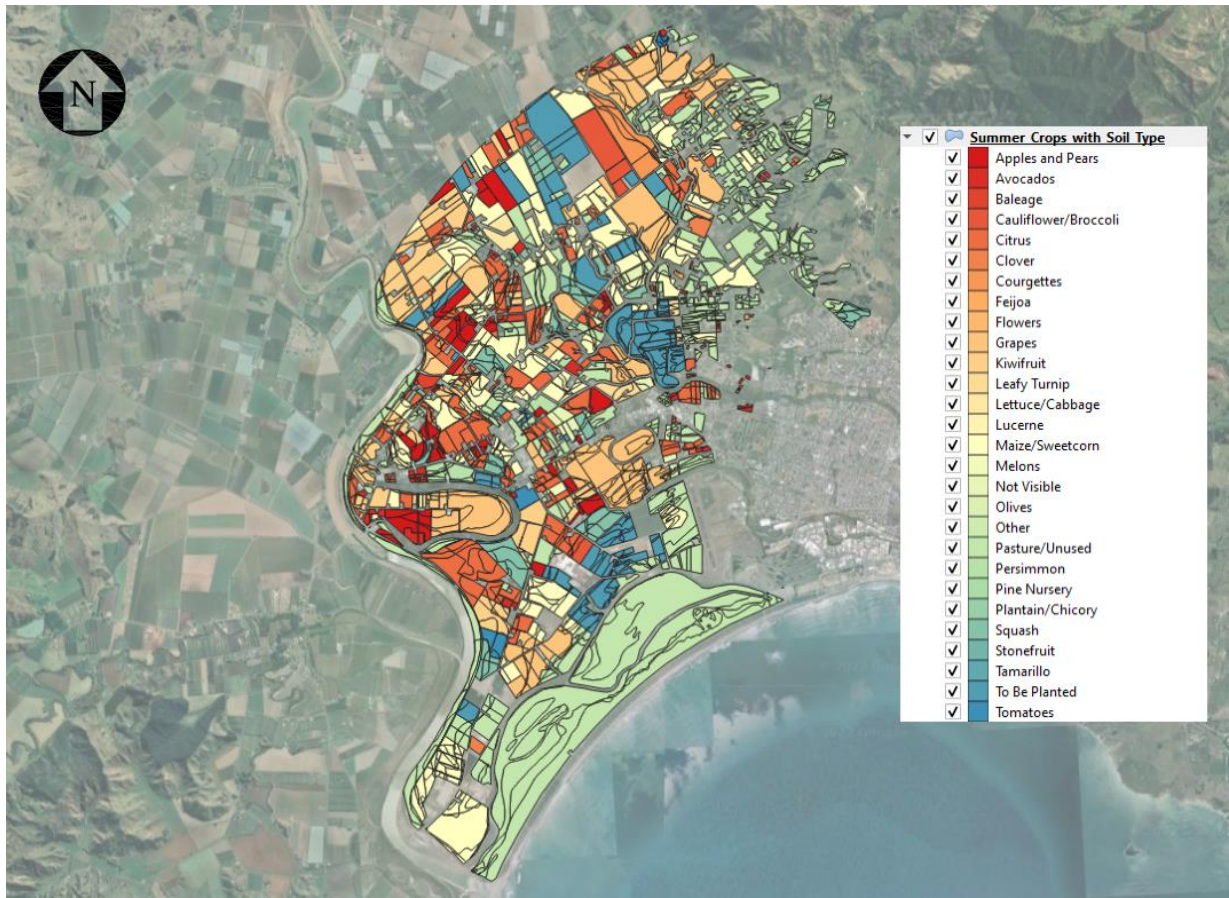 N
Summer Crops with Soil Type
Apples and Pears
Avocados
Baleage
Cauliflower/Broccoli
Citrus
Clover
Courgettes
Feijoa
Flowers
Grapes
Kiwifruit
Leafy Turnip
Lettuce/Cabbage
Lucerne
Maize/Sweetcorn
Melons
Not Visible
Olives
Other
Pasture/Unused
Persimmon
Pine Nursery
Plantain/Chicory
Squash
Stonefruit
Tamarillo
To Be Planted
Tomatoes